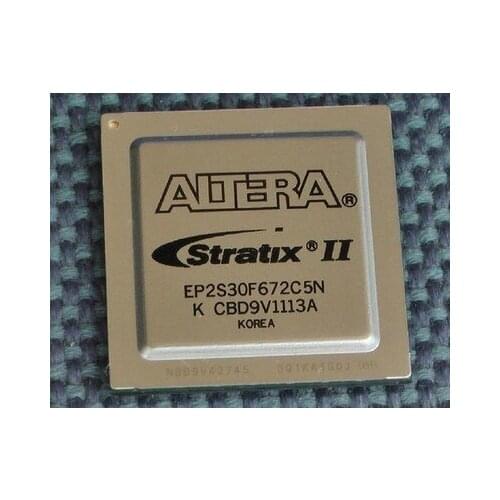 ALTERA®
Stratix® II
EP2S30F672C5N
K CBD9V1113A
KOREA